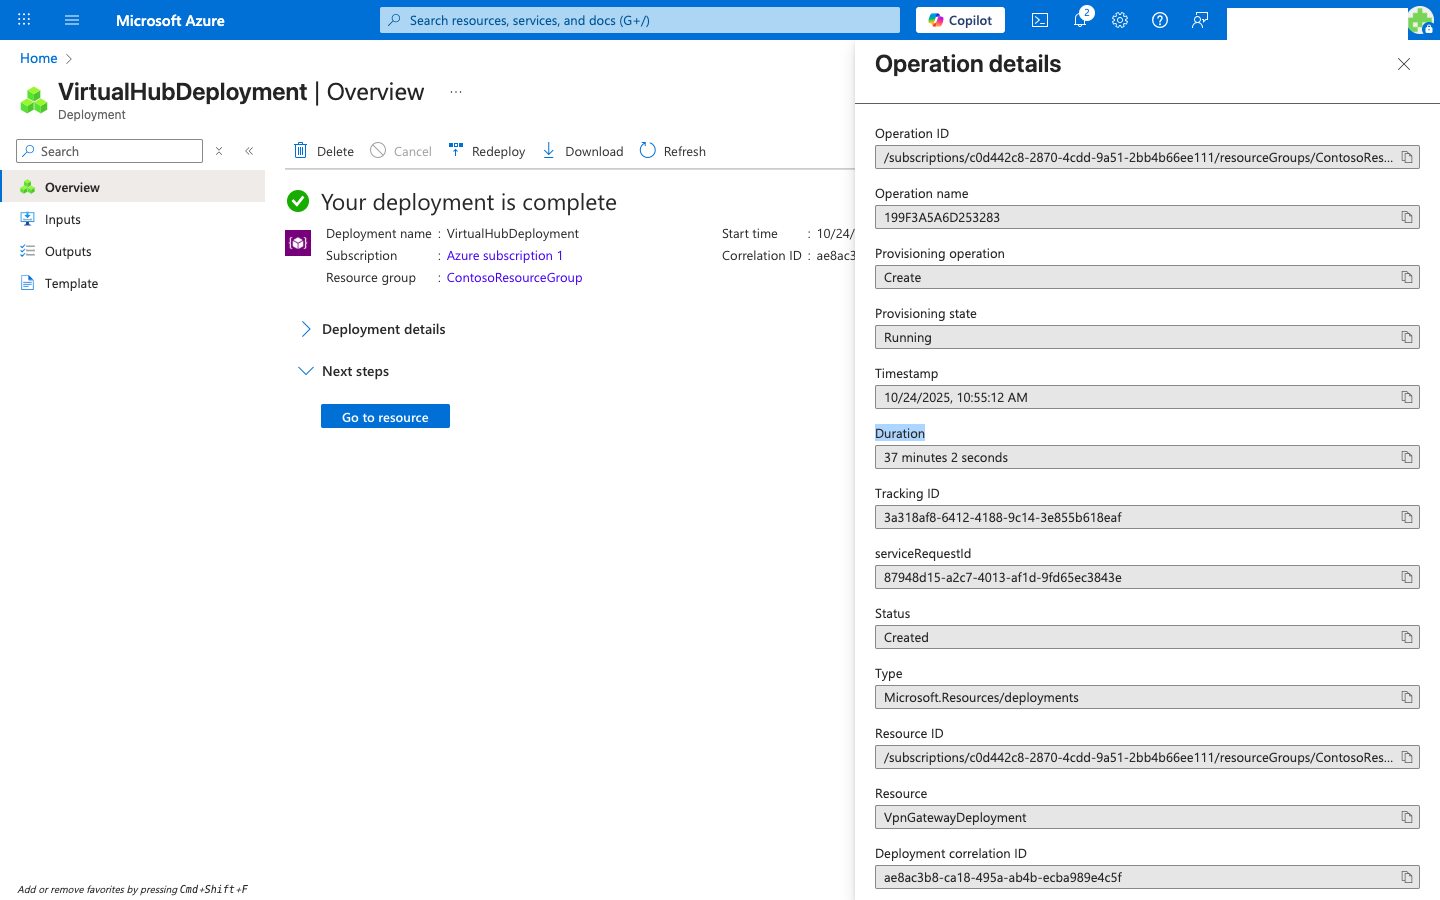 Microsoft Azure
Search resources, services, and docs (G+/)
Copilot
2
Home
VirtualHubDeployment | Overview
...
Deployment
Search
Overview
Inputs
Outputs
Template
Delete
Cancel
Redeploy
Download
Refresh
Your deployment is complete
Deployment name : VirtualHubDeployment
Subscription : Azure subscription 1
Resource group : ContosoResourceGroup
Start time : 10/24/
Correlation ID : ae8ac3
Deployment details
Next steps
Go to resource
Add or remove favorites by pressing Cmd+Shift+F
Operation details
Operation ID
/subscriptions/c0d442c8-2870-4cdd-9a51-2bb4b66ee111/resourceGroups/ContosoRes...
Operation name
199F3A5A6D253283
Provisioning operation
Create
Provisioning state
Running
Timestamp
10/24/2025, 10:55:12 AM
Duration
37 minutes 2 seconds
Tracking ID
3a318af8-6412-4188-9c14-3e855b618eaf
serviceRequestId
87948d15-a2c7-4013-af1d-9fd65ec3843e
Status
Created
Type
Microsoft.Resources/deployments
Resource ID
/subscriptions/c0d442c8-2870-4cdd-9a51-2bb4b66ee111/resourceGroups/ContosoRes...
Resource
VpnGatewayDeployment
Deployment correlation ID
ae8ac3b8-ca18-495a-ab4b-ecba989e4c5f